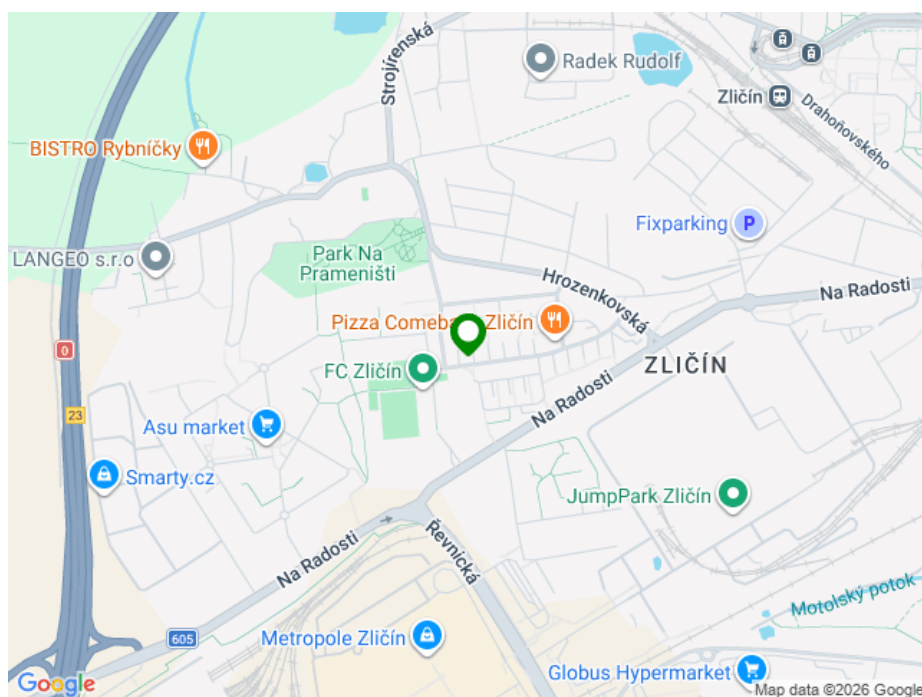 Strojírenská
Radek Rudolf
Zličín
Drahoňovského
BISTRO Rybníčky
Fixparking
P
LANGEO s.r.o
Park Na
Prameništi
Hrozenkovská
Na Radosti
Pizza Comeba Zličín
ZLIČÍN
0
FC Zličín
23
Na Radosti
Asu market
Smarty.cz
JumpPark Zličín
Na Radosti
Řevnická
Motolský potok
605
Metropole Zličín
Globus Hypermarket
Google
Map data ©2026 Google